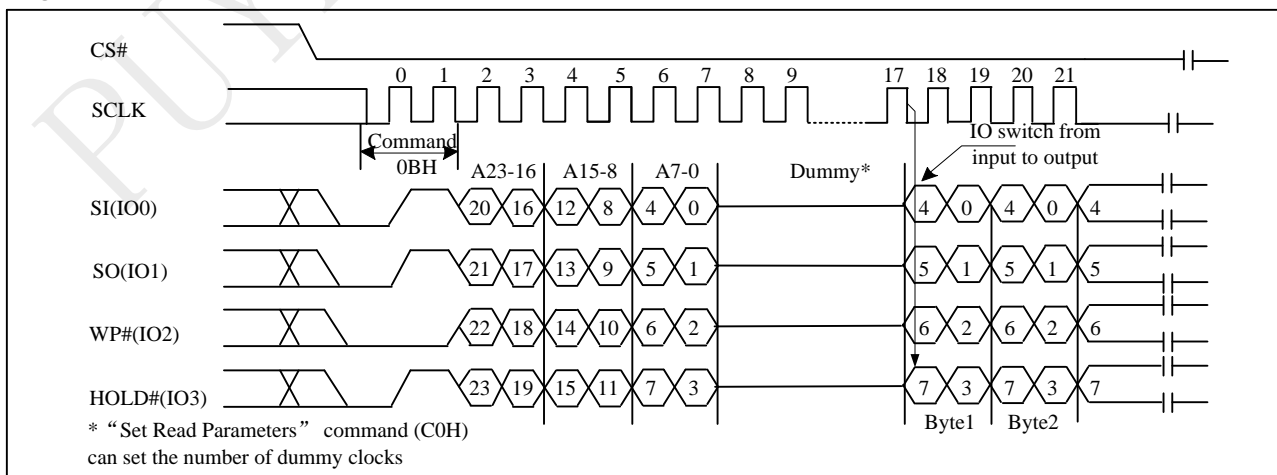 PUY
CS#
0 1 2 3 4 5 6 7 8 9 17 18 19 20 21
SCLK
IO switch from
input to output
Command
0BH
A23-16 A15-8 A7-0 Dummy*
SI(IO0) 20 16 12 8 4 0 4 0 4 0 4
SO(IO1) 21 17 13 9 5 1 5 1 5 1 5
WP#(IO2) 22 18 14 10 6 2 6 2 6 2 6
HOLD#(IO3) 23 19 15 11 7 3 7 3 7 3 7
Byte1 Byte2
* “Set Read Parameters” command (C0H)
can set the number of dummy clocks